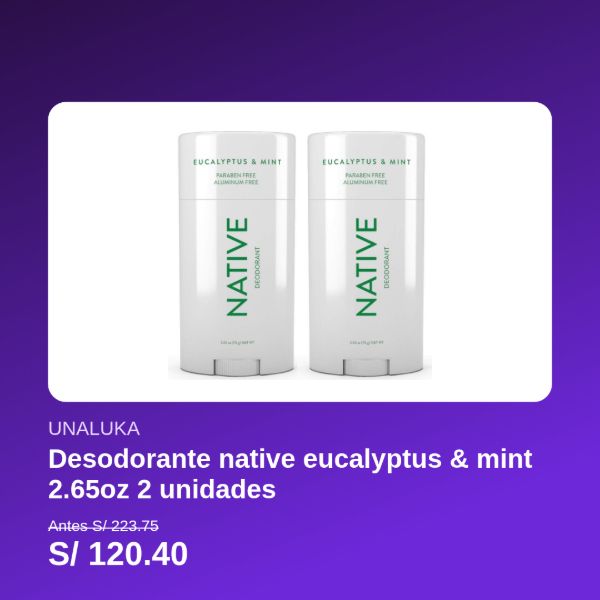 EUCALYPTUS & MINT
PARABEN FREE
ALUMINUM FREE
NATIVE
DEODORANT
EUCALYPTUS & MINT
PARABEN FREE
ALUMINUM FREE
NATIVE
DEODORANT
UNALUKA
Desodorante native eucalyptus & mint
2.65oz 2 unidades
Antes S/ 223.75
S/ 120.40